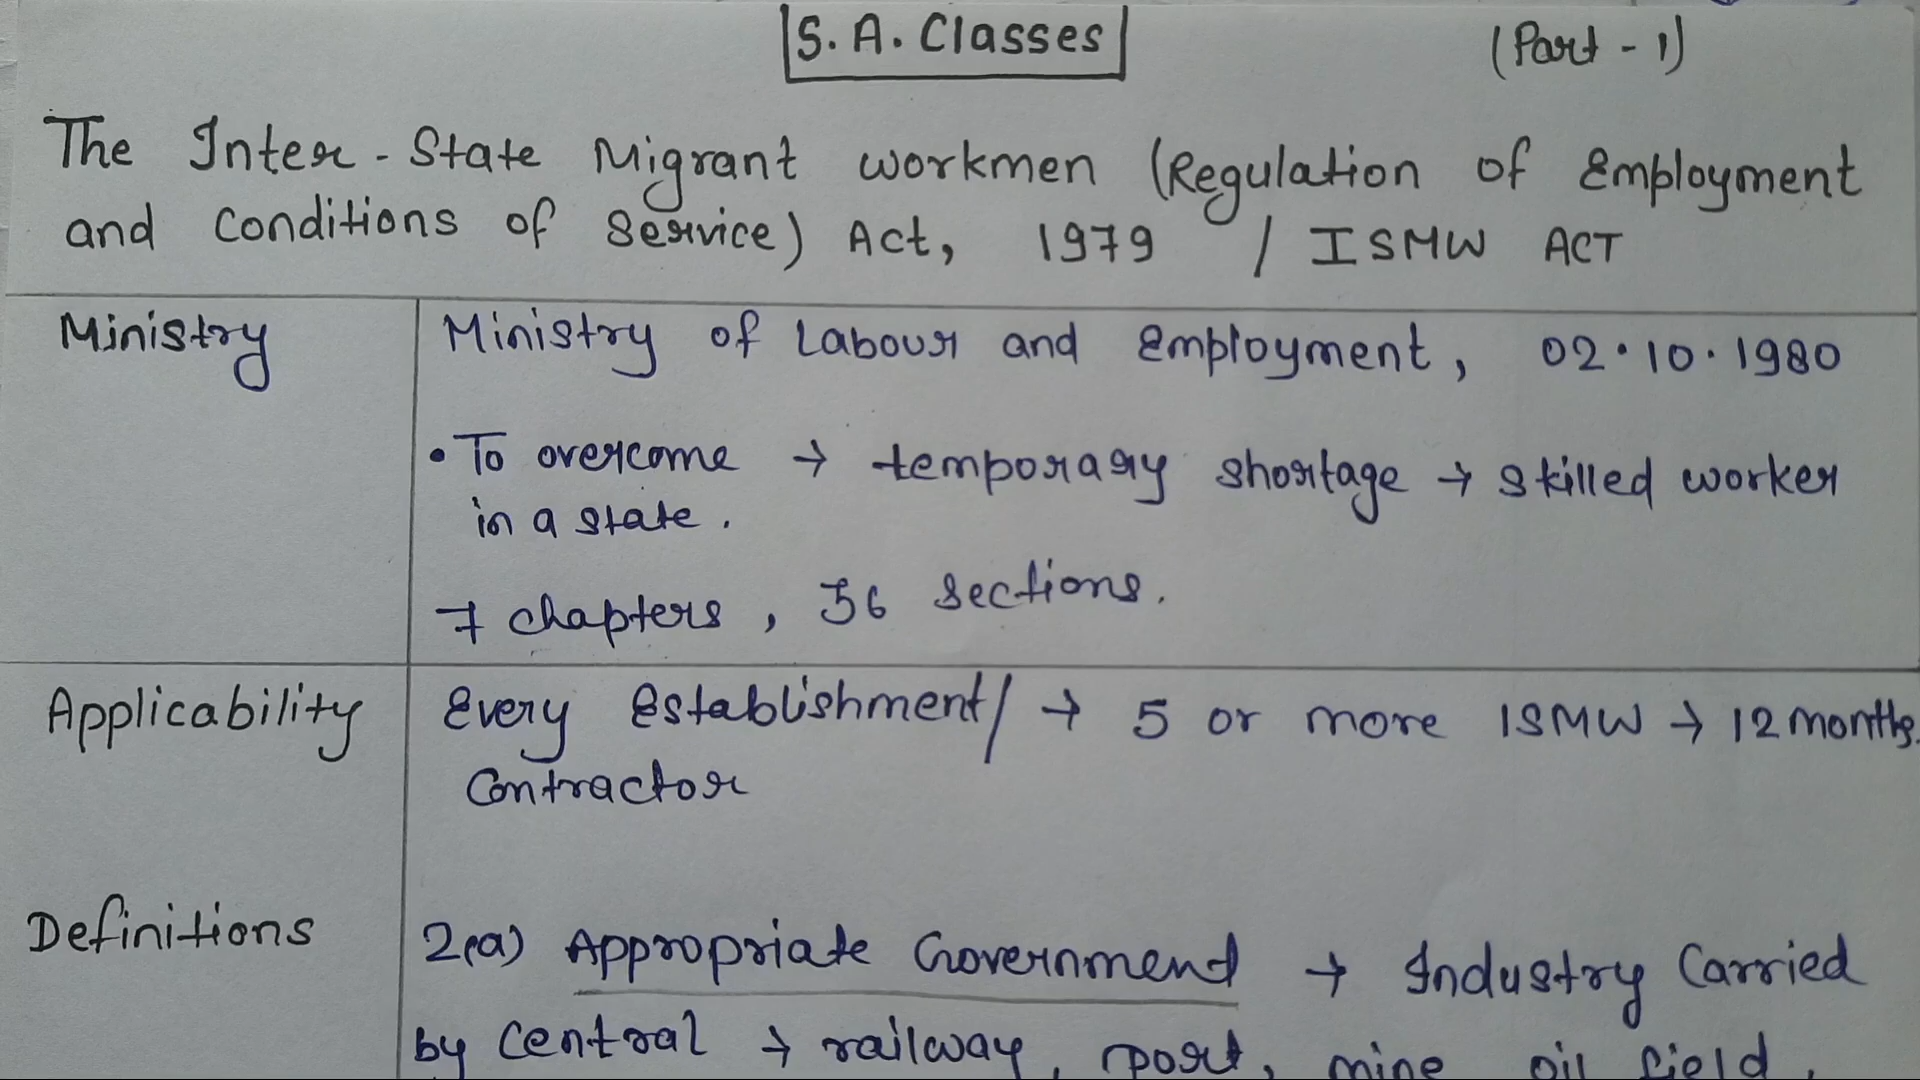 S. A. Classes
(Part - 1)
The Inter - State Migrant workmen (Regulation of Employment
and Conditions of Service) Act, 1979 / ISMW ACT
Ministry
Ministry of Labour and Employment, 02.10.1980
• To overcome → temporary shortage → skilled worker
in a state.
7 chapters, 36 sections.
Applicability
Every Establishment/ → 5 or more ISMW → 12 months.
Contractor
Definitions
2(a) Appropriate Government → Industry Carried
by Central → railway, port, mine, oil field,